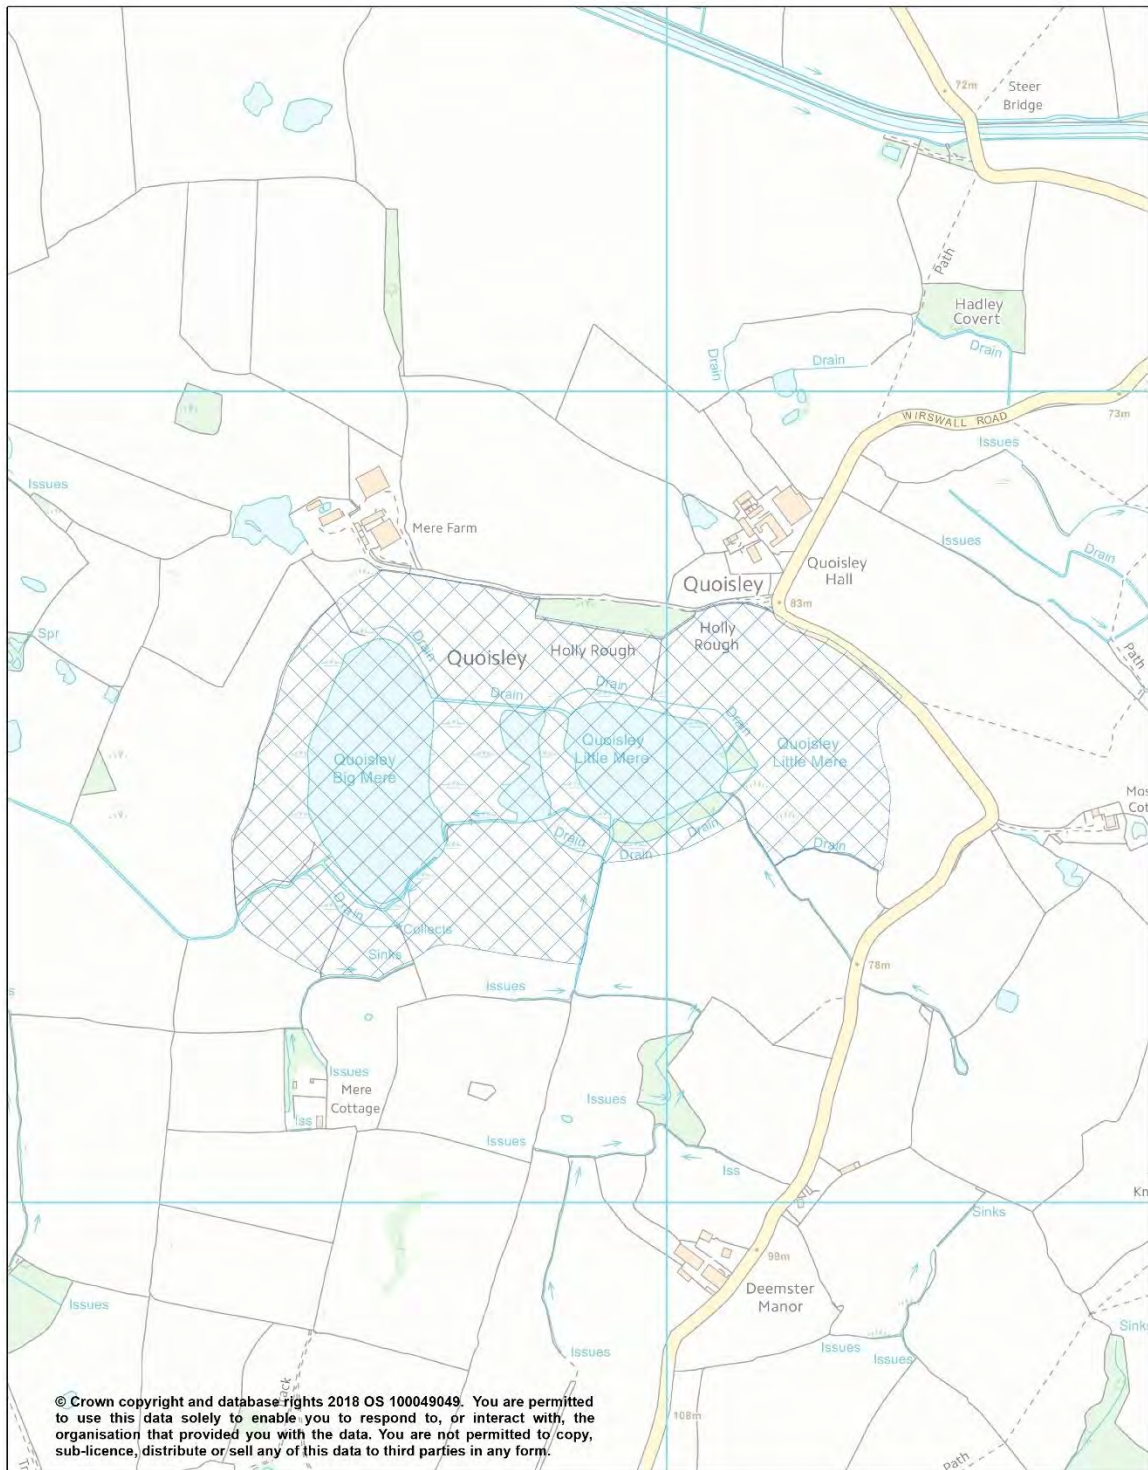 72m
Steer
Bridge
Path
Hadley
Covert
Drain
Drain
Drain
WIRSWALL ROAD
73m
Issues
Issues
Mere Farm
Issues
Drain
Quoisley
Hall
Quoisley
83m
Spr
Holly
Rough
Holly Rough
Quoisley
Drain
Path
Drain
Drain
Drain
Quoisley
Big Mere
Quoisley
Little Mere
Quoisley
Little Mere
Drain
Drain
Drain
Drain
Drain
Collects
Sinks
78m
Issues
Issues
Mere
Cottage
Issues
Iss
Issues
Iss
Sinks
98m
Deemster
Manor
Issues
Issues
Issues
Issues
Sinks
108m
Path
© Crown copyright and database rights 2018 OS 100049049. You are permitted
to use this data solely to enable you to respond to, or interact with, the
organisation that provided you with the data. You are not permitted to copy,
sub-licence, distribute or sell any of this data to third parties in any form.